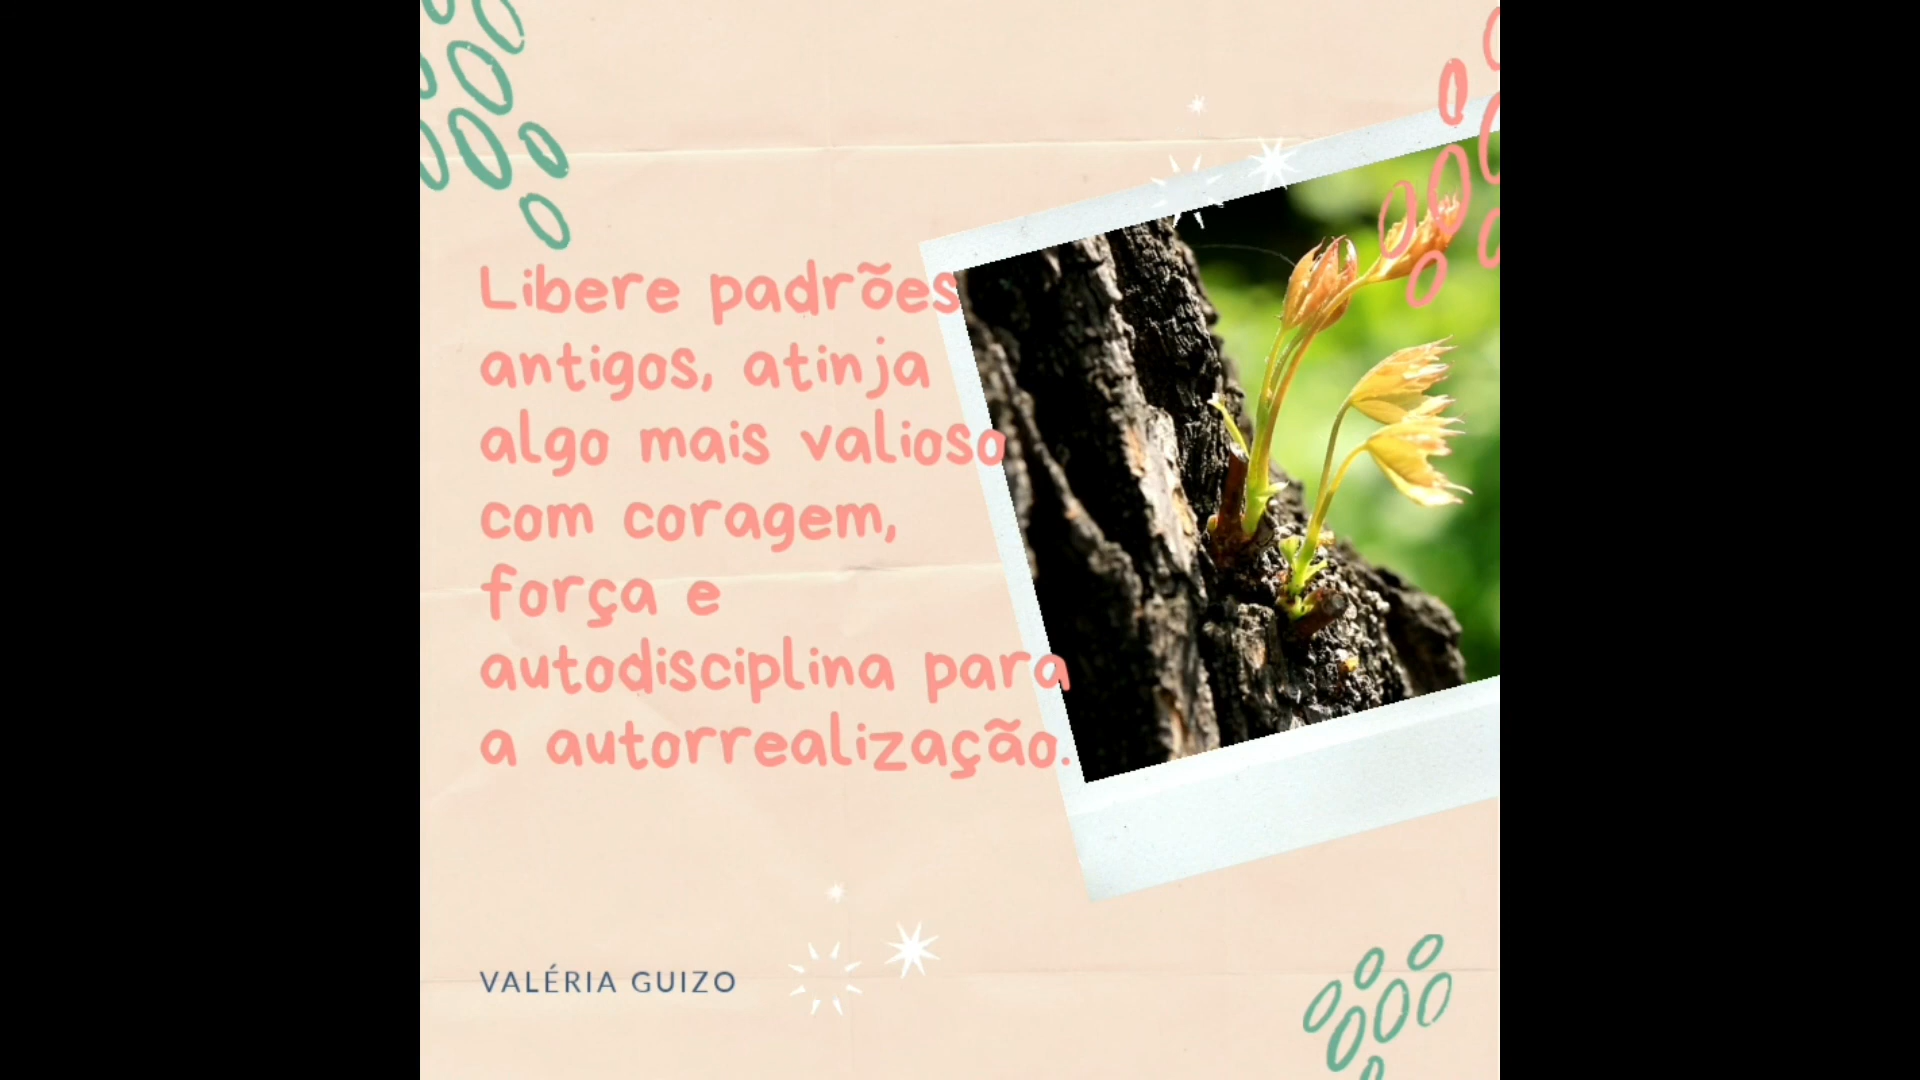 Libere padrões
antigos, atinja
algo mais valioso
com coragem,
força e
autodisciplina para
a autorrealização.
VALÉRIA GUIZO